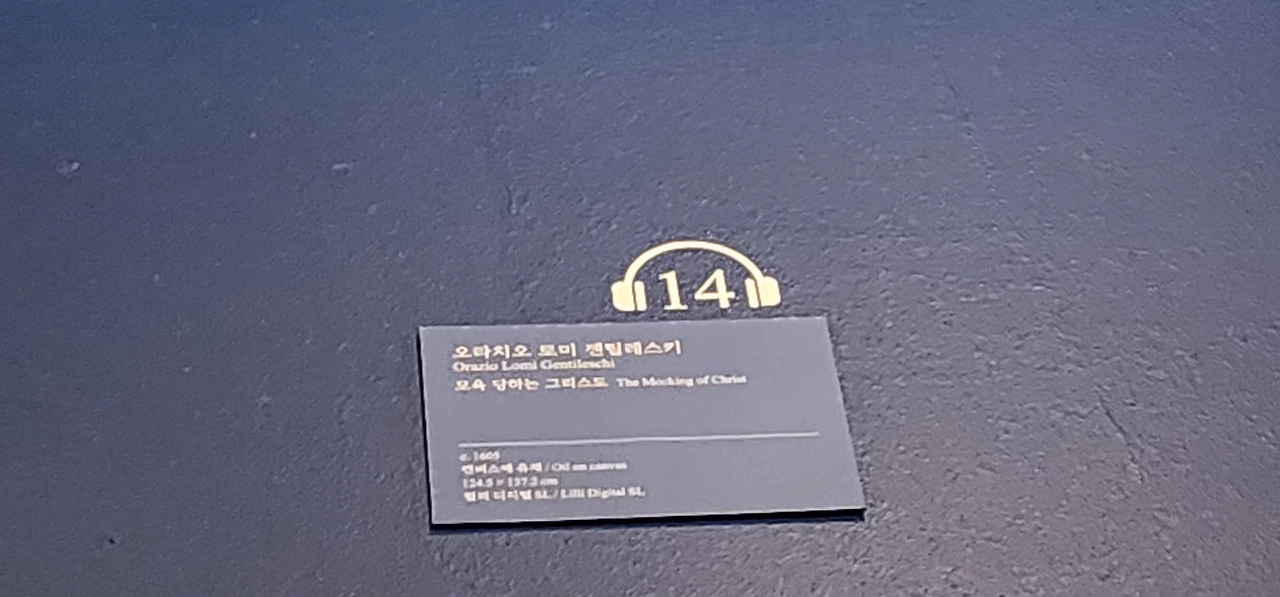 14
오라치오 로미 젠틸레스키
Orazio Lomi Gentileschi
모욕 당하는 그리스도 The Mocking of Christ
c. 1605
캔버스에 유채 / Oil on canvas
124.5 × 137.2 cm
릴리 디지털 SL / Lilli Digital SL